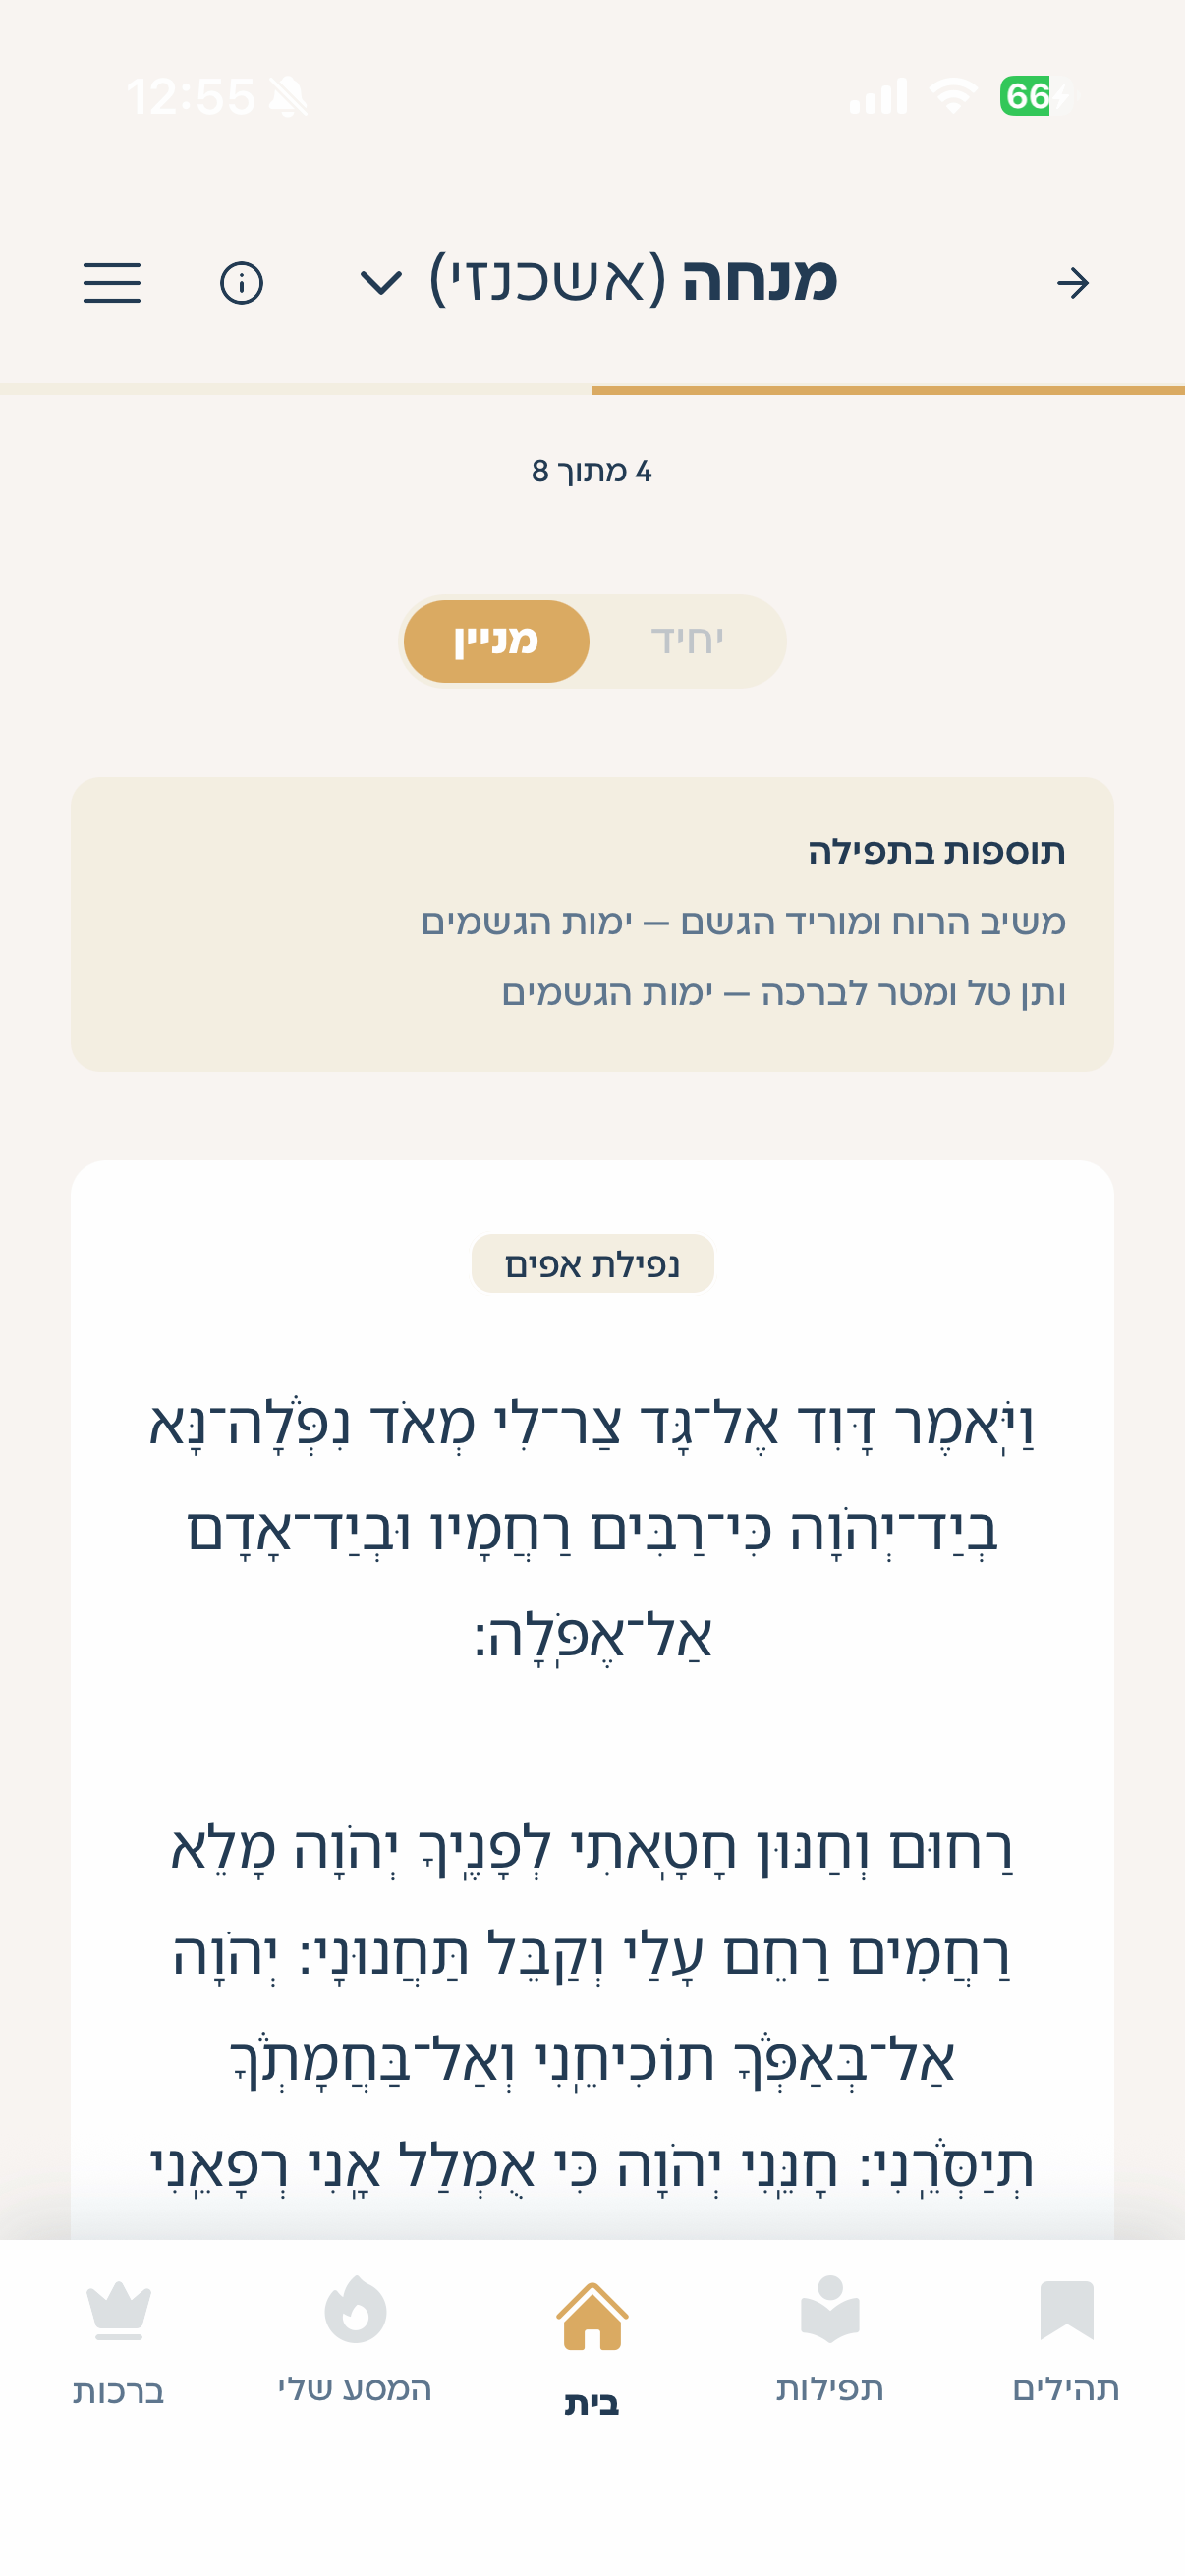 12:55
66
מנחה (אשכנזי)
4 מתוך 8
יחיד מניין
תוספות בתפילה
משיב הרוח ומוריד הגשם – ימות הגשמים
ותן טל ומטר לברכה – ימות הגשמים
נפילת אפים
וַיֹּֽאמֶר דָּוִד אֶל־גָּד צַר־לִי מְאֹד נִפְּ֒לָה־נָּא
בְיַד־יְהֹוָה כִּי־רַבִּים רַחֲמָיו וּבְיַד־אָדָם
אַל־אֶפֹּֽלָה:
רַחוּם וְחַנּוּן חָטָֽאתִי לְפָנֶֽיךָ יְהֹוָה מָלֵא
רַחֲמִים רַחֵם עָלַי וְקַבֵּל תַּחֲנוּנָי: יְהֹוָה
אַל־בְּאַפְּ֒ךָ תוֹכִיחֵֽנִי וְאַל־בַּחֲמָתְ֒ךָ
תְיַסְּ֒רֵֽנִי: חָנֵּֽנִי יְהֹוָה כִּי אֻמְלַל אָֽנִי רְפָאֵֽנִי
תהילים
תפילות
בית
המסע שלי
ברכות